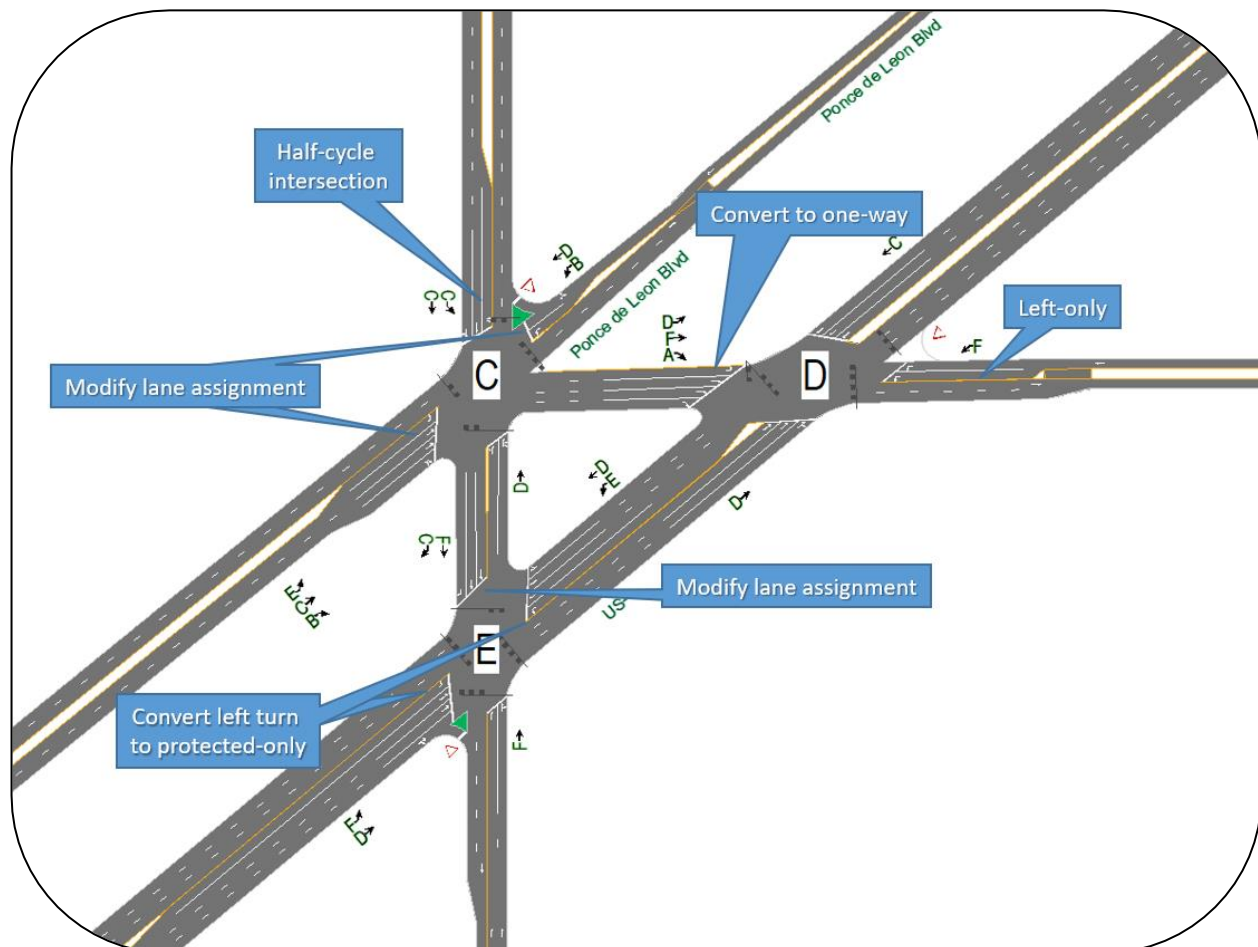 Ponce de Leon Blvd
Half-cycle
intersection
Convert to one-way
D
B
C
Ponce de Leon Blvd
Left-only
C
C
D
F
A
F
Modify lane assignment
C
D
D
D
E
D
C
F
Modify lane assignment
E
C
B
US-
E
Convert left turn
to protected-only
F
F
D